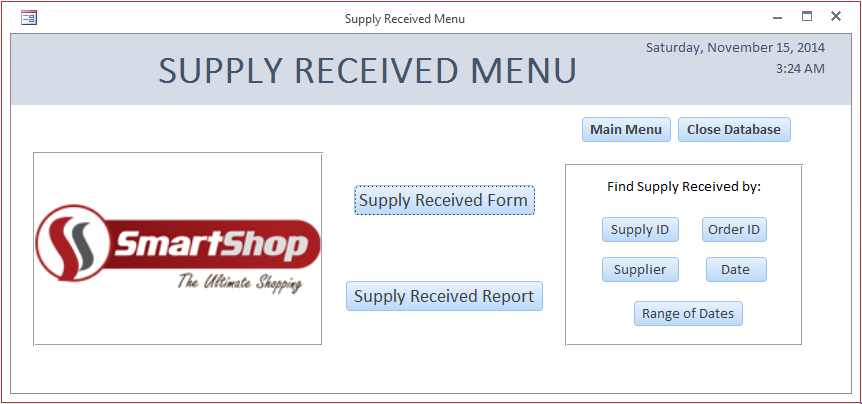 Supply Received Menu
Saturday, November 15, 2014
SUPPLY RECEIVED MENU
3:24 AM
Main Menu Close Database
Supply Received Form
Find Supply Received by:
Supply ID Order ID
SmartShop
The Ultimate Shopping
Supplier Date
Supply Received Report
Range of Dates